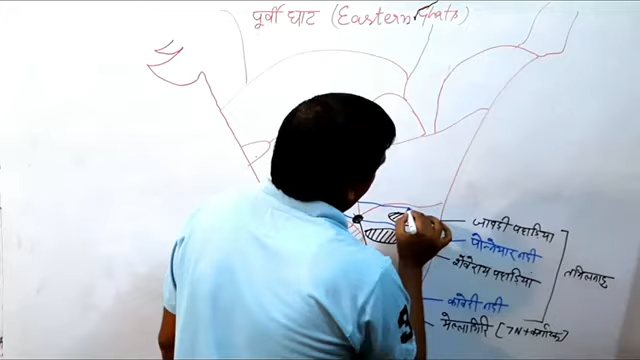 पूर्वी घाट (Eastern Ghats)
जावदी पहाड़िया
पोन्नेयार नदी
शेवेराय पहाड़ियां
तमिलनाडु
कावेरी नदी
मेल्लागिरि [TN + कर्नाटक]